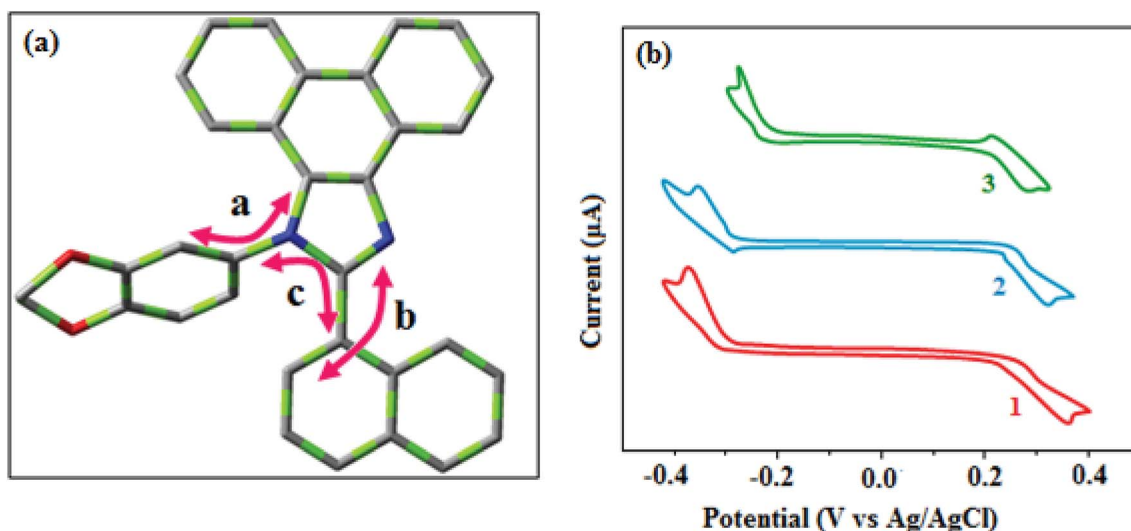 (a)
a
c
b
(b)
3
2
1
Current (µA)
-0.4
-0.2
0.0
0.2
0.4
Potential (V vs Ag/AgCl)